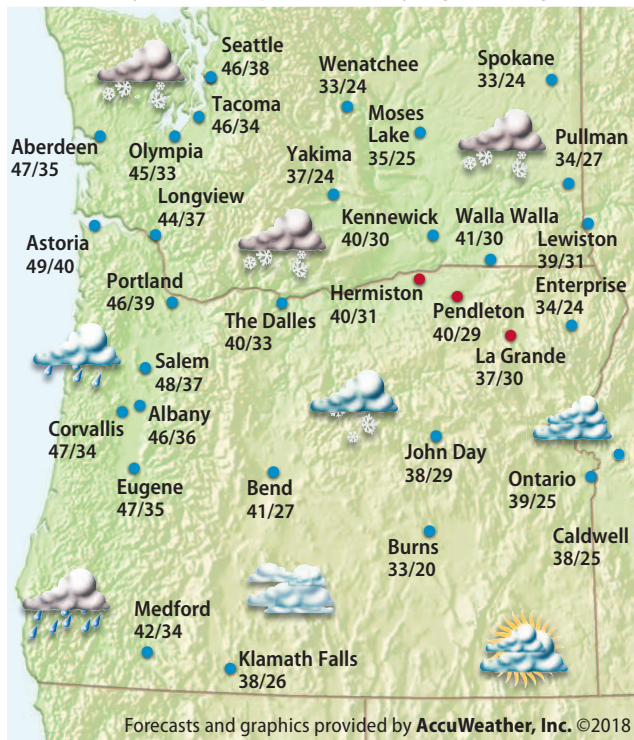 Seattle
46/38
Wenatchee
33/24
Spokane
33/24
Tacoma
46/34
Moses
Lake
35/25
Pullman
34/27
Aberdeen
47/35
Olympia
45/33
Yakima
37/24
Longview
44/37
Kennewick
40/30
Walla Walla
41/30
Lewiston
39/31
Astoria
49/40
Portland
46/39
The Dalles
40/33
Hermiston
40/31
Pendleton
40/29
Enterprise
34/24
La Grande
37/30
Salem
48/37
Albany
46/36
Corvallis
47/34
John Day
38/29
Ontario
39/25
Eugene
47/35
Bend
41/27
Burns
33/20
Caldwell
38/25
Medford
42/34
Klamath Falls
38/26
Forecasts and graphics provided by AccuWeather, Inc. ©2018